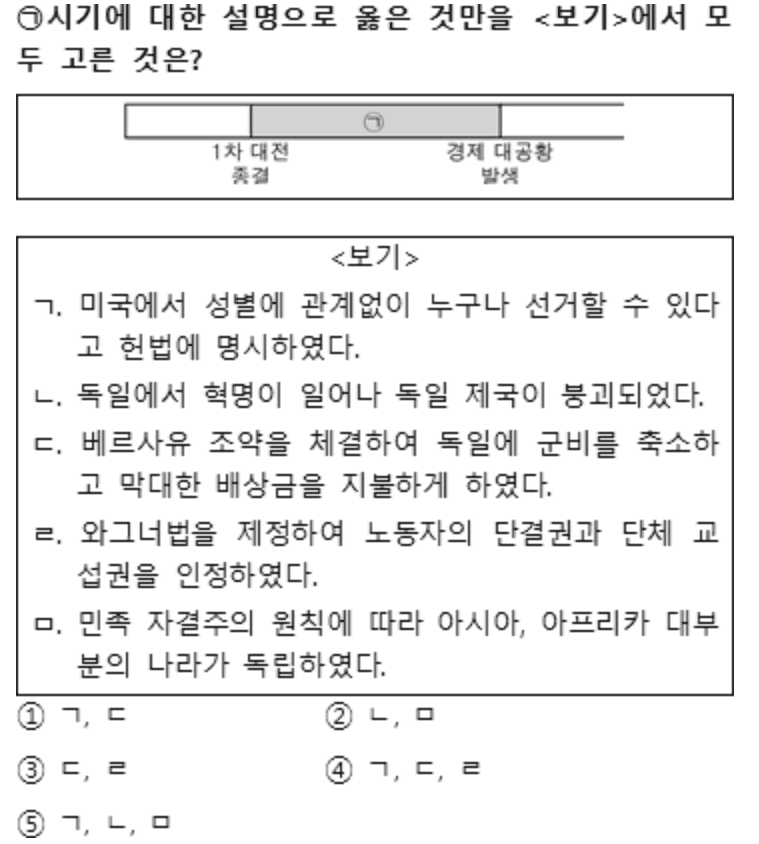 ㉠시기에 대한 설명으로 옳은 것만을 <보기>에서 모
두 고른 것은?
㉠
1차 대전
종결
경제 대공황
발생
<보기>
ㄱ. 미국에서 성별에 관계없이 누구나 선거할 수 있다
고 헌법에 명시하였다.
ㄴ. 독일에서 혁명이 일어나 독일 제국이 붕괴되었다.
ㄷ. 베르사유 조약을 체결하여 독일에 군비를 축소하
고 막대한 배상금을 지불하게 하였다.
ㄹ. 와그너법을 제정하여 노동자의 단결권과 단체 교
섭권을 인정하였다.
ㅁ. 민족 자결주의 원칙에 따라 아시아, 아프리카 대부
분의 나라가 독립하였다.
① ㄱ, ㄷ ② ㄴ, ㅁ
③ ㄷ, ㄹ ④ ㄱ, ㄷ, ㄹ
⑤ ㄱ, ㄴ, ㅁ